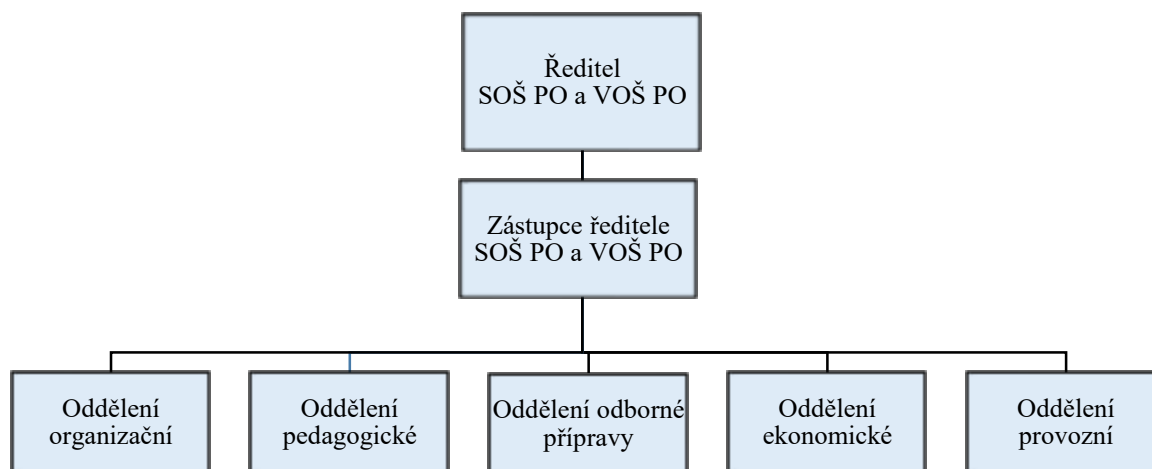 Ředitel
SOŠ PO a VOŠ PO
Zástupce ředitele
SOŠ PO a VOŠ PO
Oddělení
organizační
Oddělení
pedagogické
Oddělení odborné
přípravy
Oddělení
ekonomické
Oddělení
provozní